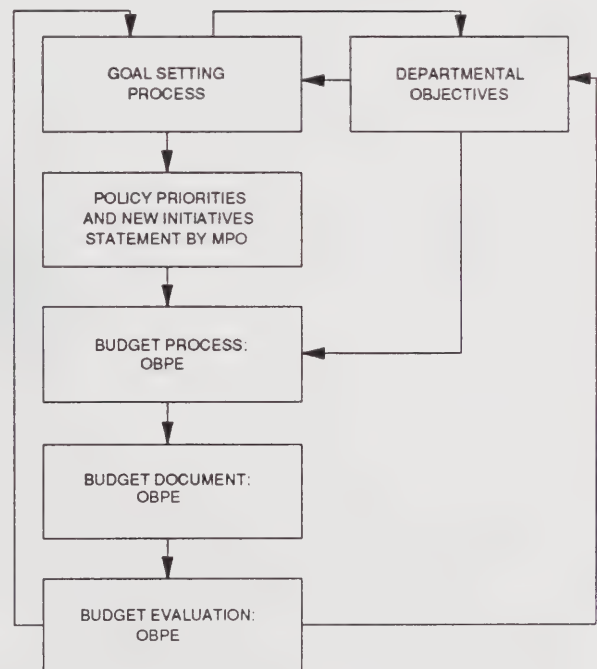 GOAL SETTING
PROCESS
DEPARTMENTAL
OBJECTIVES
POLICY PRIORITIES
AND NEW INITIATIVES
STATEMENT BY MPO
BUDGET PROCESS:
OBPE
BUDGET DOCUMENT:
OBPE
BUDGET EVALUATION:
OBPE